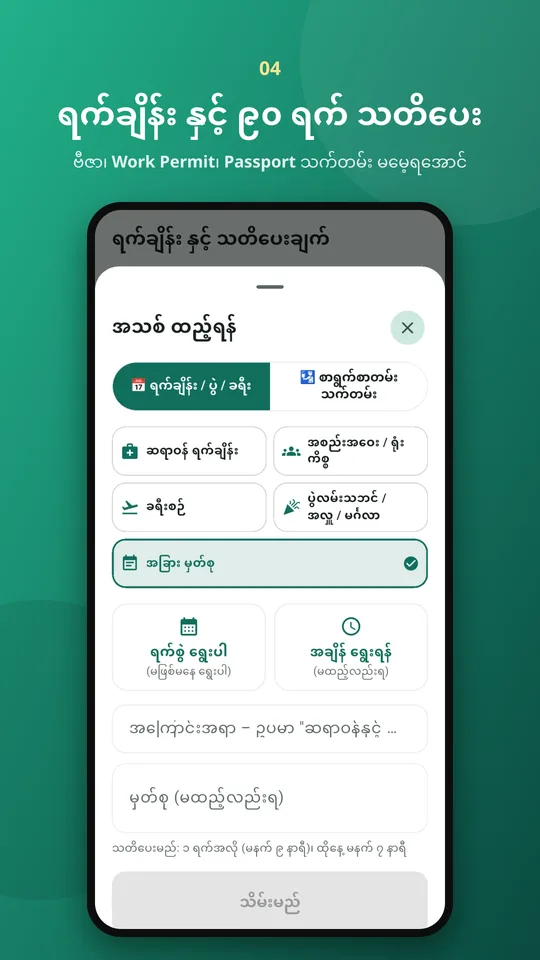 04
ရက်ချိန်း နှင့် ၉၀ ရက် သတိပေး
ဗီဇာ၊ Work Permit၊ Passport သက်တမ်း မမေ့ရအောင်
ရက်ချိန်း နှင့် သတိပေးချက်
အသစ် ထည့်ရန်
ရက်ချိန်း / ပွဲ / ခရီး
စာရွက်စာတမ်း
သက်တမ်း
ဆရာဝန် ရက်ချိန်း
အစည်းအဝေး / ရုံး
ကိစ္စ
ခရီးစဉ်
ပွဲလမ်းသဘင် /
အလှူ / မင်္ဂလာ
အခြား မှတ်စု
ရက်စွဲ ရွေးပါ
(မဖြစ်မနေ ရွေးပါ)
အချိန် ရွေးရန်
(မထည့်လည်းရ)
အကြောင်းအရာ – ဥပမာ "ဆရာဝန်နှင့် ...
မှတ်စု (မထည့်လည်းရ)
သတိပေးမည်: ၁ ရက်အလို (မနက် ၉ နာရီ)၊ ထိုနေ့ မနက် ၇ နာရီ
သိမ်းမည်